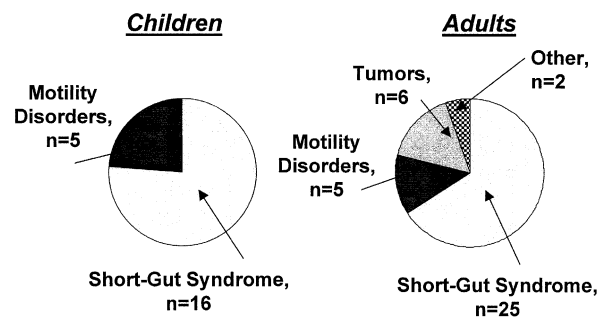 Children
Motility
Disorders,
n=5
Short-Gut Syndrome,
n=16
Adults
Other,
n=2
Tumors,
n=6
Motility
Disorders,
n=5
Short-Gut Syndrome,
n=25